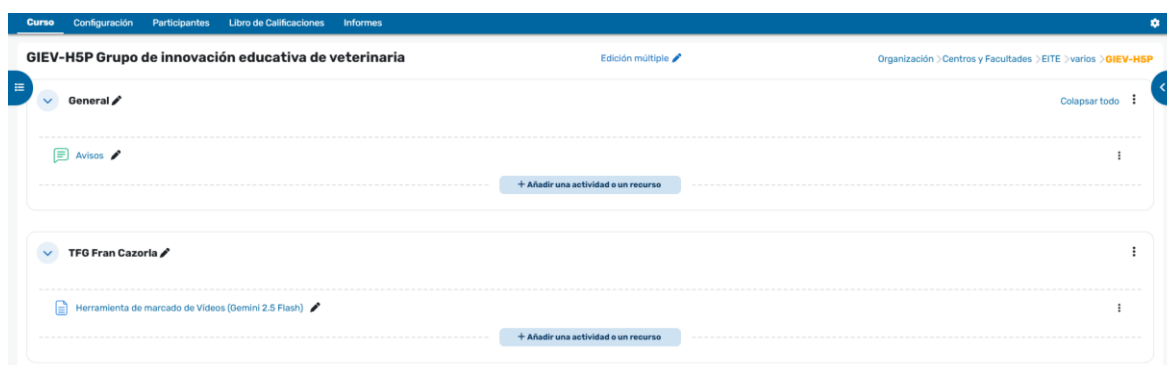 Curso Configuración Participantes Libro de Calificaciones Informes
GIEV-H5P Grupo de innovación educativa de veterinaria Edición múltiple Organización > Centros y Facultades > EITE > varios > GIEV-H5P
General Colapsar todo
Avisos
+ Añadir una actividad o un recurso
TFG Fran Cazorla
Herramienta de marcado de Vídeos (Gemini 2.5 Flash)
+ Añadir una actividad o un recurso